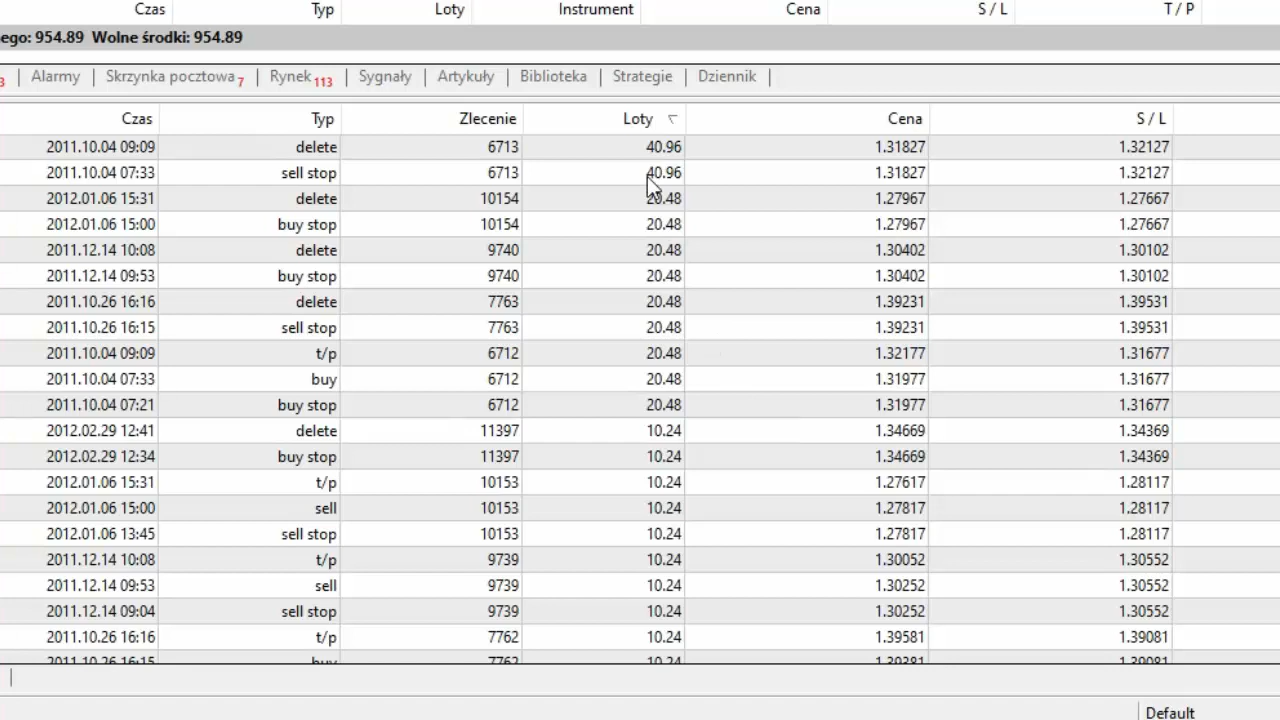 Czas Typ Loty Instrument Cena S / L T / P
nego: 954.89 Wolne środki: 954.89
3 | Alarmy | Skrzynka pocztowa 7 | Rynek 113 | Sygnały | Artykuły | Biblioteka | Strategie | Dziennik |
Czas Typ Zlecenie Loty Cena S / L
2011.10.04 09:09 delete 6713 40.96 1.31827 1.32127
2011.10.04 07:33 sell stop 6713 40.96 1.31827 1.32127
2012.01.06 15:31 delete 10154 20.48 1.27967 1.27667
2012.01.06 15:00 buy stop 10154 20.48 1.27967 1.27667
2011.12.14 10:08 delete 9740 20.48 1.30402 1.30102
2011.12.14 09:53 buy stop 9740 20.48 1.30402 1.30102
2011.10.26 16:16 delete 7763 20.48 1.39231 1.39531
2011.10.26 16:15 sell stop 7763 20.48 1.39231 1.39531
2011.10.04 09:09 t/p 6712 20.48 1.32177 1.31677
2011.10.04 07:33 buy 6712 20.48 1.31977 1.31677
2011.10.04 07:21 buy stop 6712 20.48 1.31977 1.31677
2012.02.29 12:41 delete 11397 10.24 1.34669 1.34369
2012.02.29 12:34 buy stop 11397 10.24 1.34669 1.34369
2012.01.06 15:31 t/p 10153 10.24 1.27617 1.28117
2012.01.06 15:00 sell 10153 10.24 1.27817 1.28117
2012.01.06 13:45 sell stop 10153 10.24 1.27817 1.28117
2011.12.14 10:08 t/p 9739 10.24 1.30052 1.30552
2011.12.14 09:53 sell 9739 10.24 1.30252 1.30552
2011.12.14 09:04 sell stop 9739 10.24 1.30252 1.30552
2011.10.26 16:16 t/p 7762 10.24 1.39581 1.39081
2011.10.26 16:15 buy 7762 10.24 1.39381 1.39081
Default